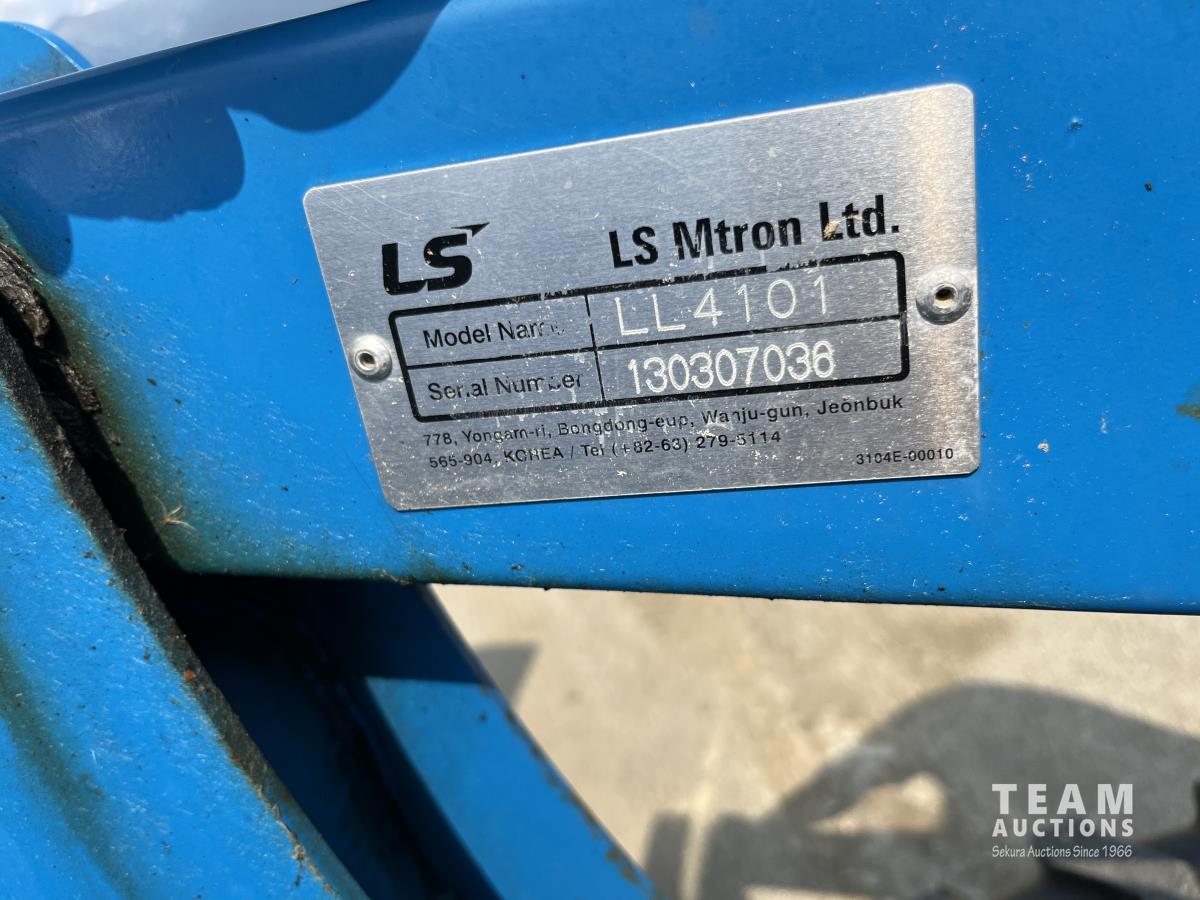 LS
LS Mtron Ltd.
Model Name LL4101
Serial Number 130307036
778, Yongam-ri, Bongdong-eup, Wanju-gun, Jeonbuk
565-904, KOREA / Tel (+82-63) 279-5114
3104E-00010
TEAM
AUCTIONS
Sekura Auctions Since 1966